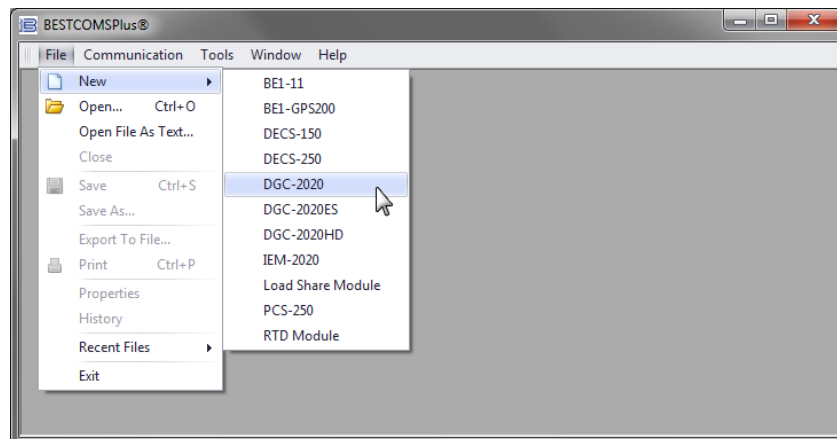 BESTCOMSPlus®
File Communication Tools Window Help
New
Open... Ctrl+O
Open File As Text...
Close
Save Ctrl+S
Save As...
Export To File...
Print Ctrl+P
Properties
History
Recent Files
Exit
BE1-11
BE1-GPS200
DECS-150
DECS-250
DGC-2020
DGC-2020ES
DGC-2020HD
IEM-2020
Load Share Module
PCS-250
RTD Module